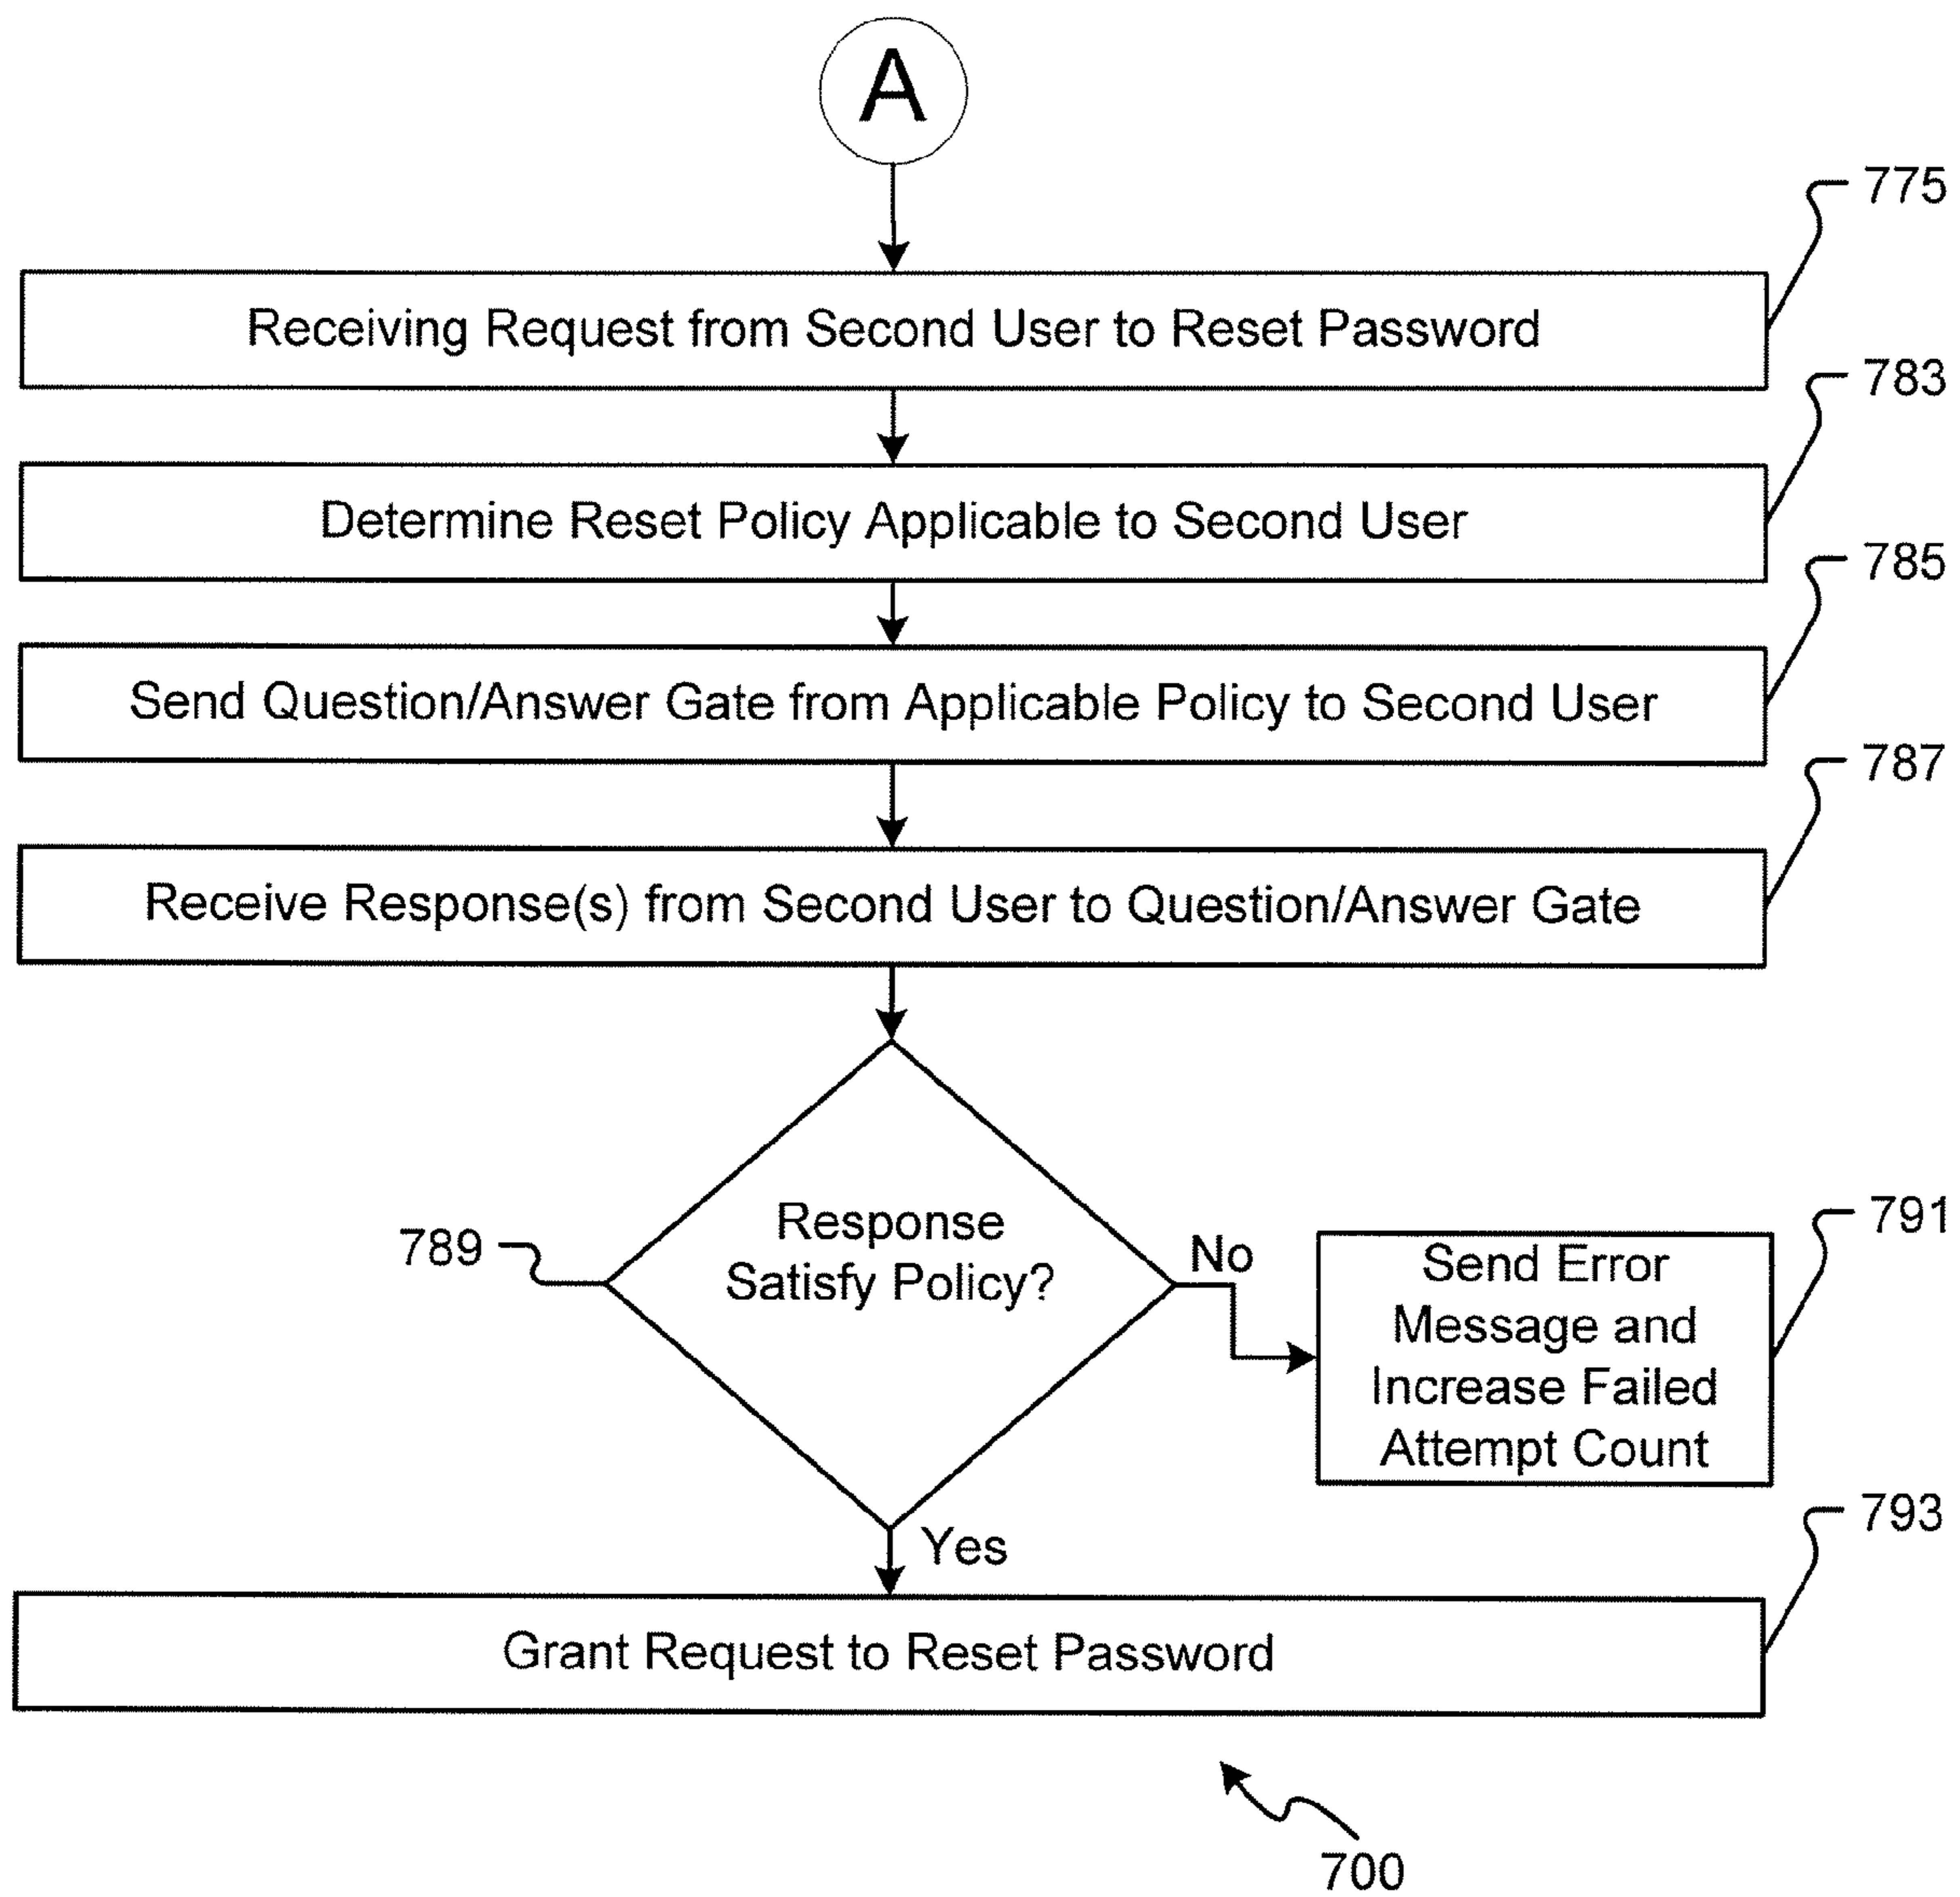 A
775
Receiving Request from Second User to Reset Password
783
Determine Reset Policy Applicable to Second User
785
Send Question/Answer Gate from Applicable Policy to Second User
787
Receive Response(s) from Second User to Question/Answer Gate
789
Response
Satisfy Policy?
No
791
Send Error
Message and
Increase Failed
Attempt Count
Yes
793
Grant Request to Reset Password
700